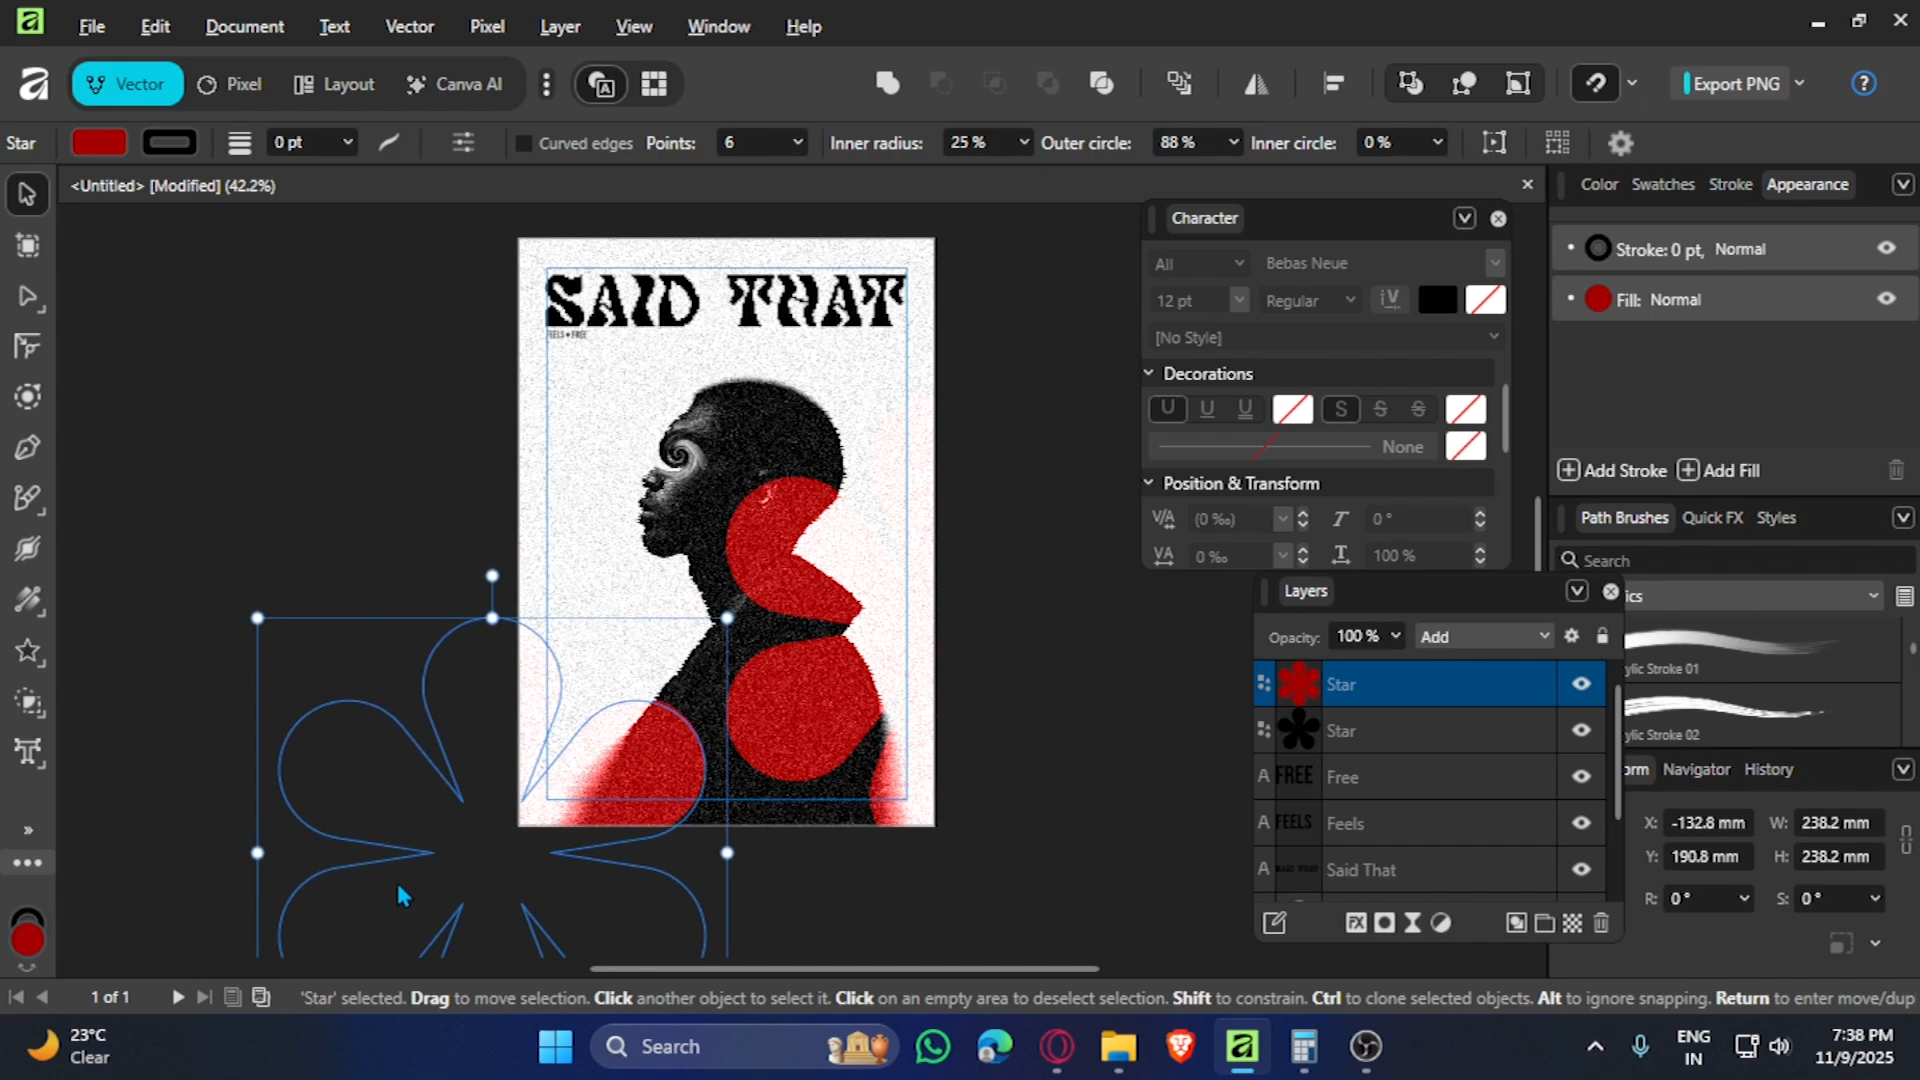 File Edit Document Text Vector Pixel Layer View Window Help
Vector Pixel Layout Canva AI Export PNG
Star 0 pt Curved edges Points: 6 Inner radius: 25 % Outer circle: 88 % Inner circle: 0 %
<Untitled> [Modified] (42.2%)
Color Swatches Stroke Appearance
Stroke: 0 pt, Normal
Fill: Normal
Add Stroke Add Fill
SAID THAT
FEELS FREE
Character
All Bebas Neue
12 pt Regular
[No Style]
Decorations
U U U S S S
None
Position & Transform
V/A (0 ‰) T 0 °
VA 0 ‰ T 100 %
Path Brushes Quick FX Styles
Search
ics
ylic Stroke 01
ylic Stroke 02
Layers
Opacity: 100 % Add
Star
Star
A FREE Free
A FEELS Feels
A SAID THAT Said That
orm Navigator History
X: -132.8 mm W: 238.2 mm
Y: 190.8 mm H: 238.2 mm
R: 0 ° S: 0 °
1 of 1
'Star' selected. Drag to move selection. Click another object to select it. Click on an empty area to deselect selection. Shift to constrain. Ctrl to clone selected objects. Alt to ignore snapping. Return to enter move/dup
23°C
Clear
Search
ENG
IN
7:38 PM
11/9/2025